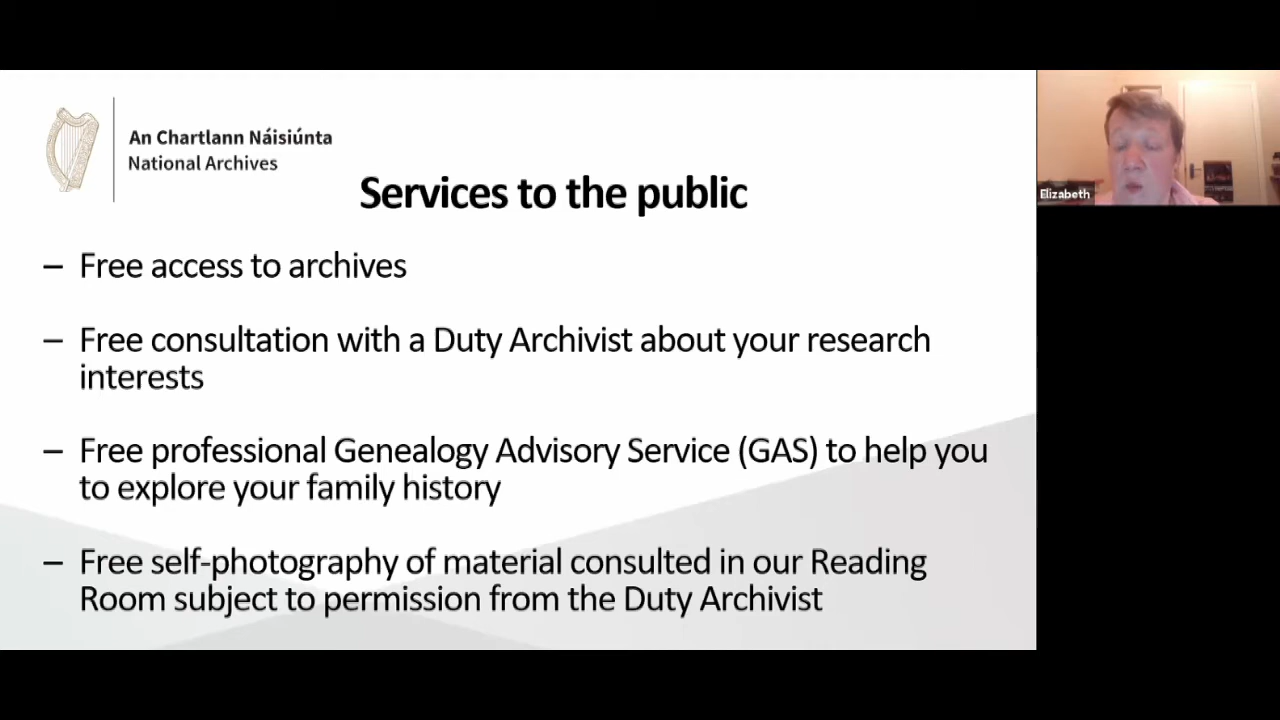 An Chartlann Náisiúnta
National Archives
Services to the public
– Free access to archives
– Free consultation with a Duty Archivist about your research
interests
– Free professional Genealogy Advisory Service (GAS) to help you
to explore your family history
– Free self-photography of material consulted in our Reading
Room subject to permission from the Duty Archivist
Elizabeth